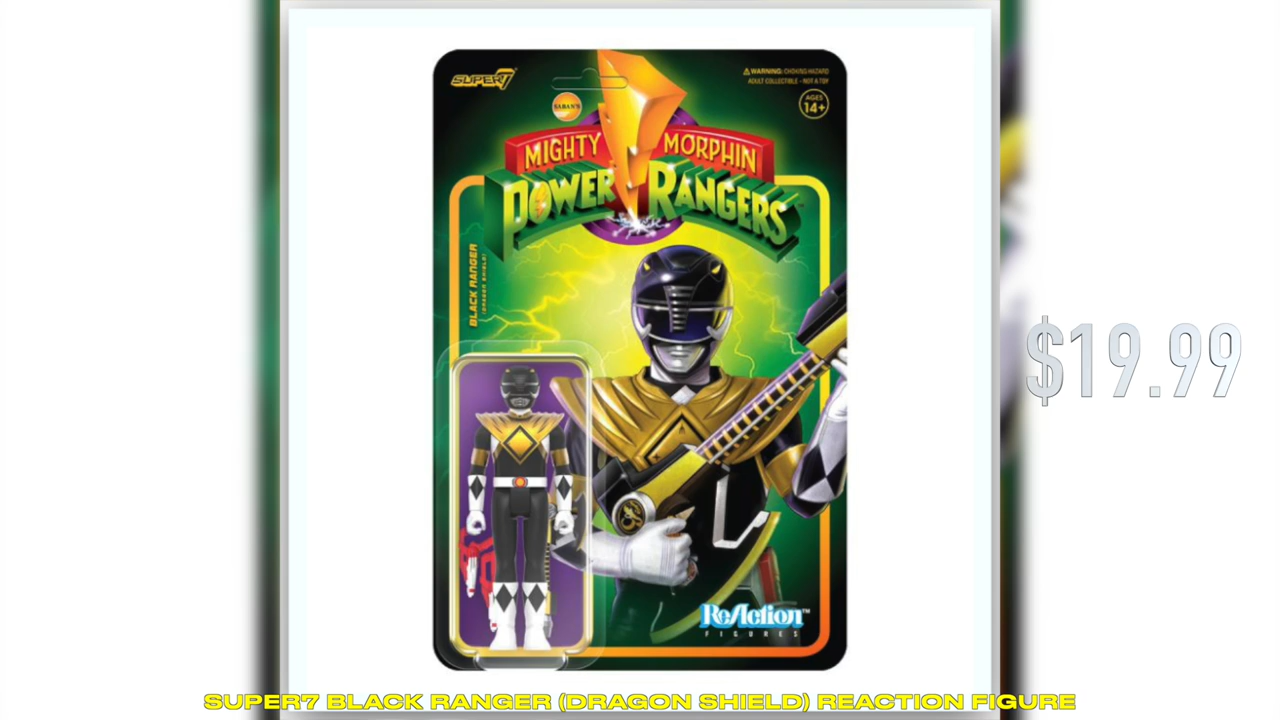 SUPER7
⚠WARNING: CHOKING HAZARD
ADULT COLLECTIBLE - NOT A TOY
AGES
14+
SABAN'S
MIGHTY MORPHIN
POWER RANGERS
BLACK RANGER
(DRAGON SHIELD)
$19.99
ReAction™
FIGURES
SUPER7 BLACK RANGER (DRAGON SHIELD) REACTION FIGURE